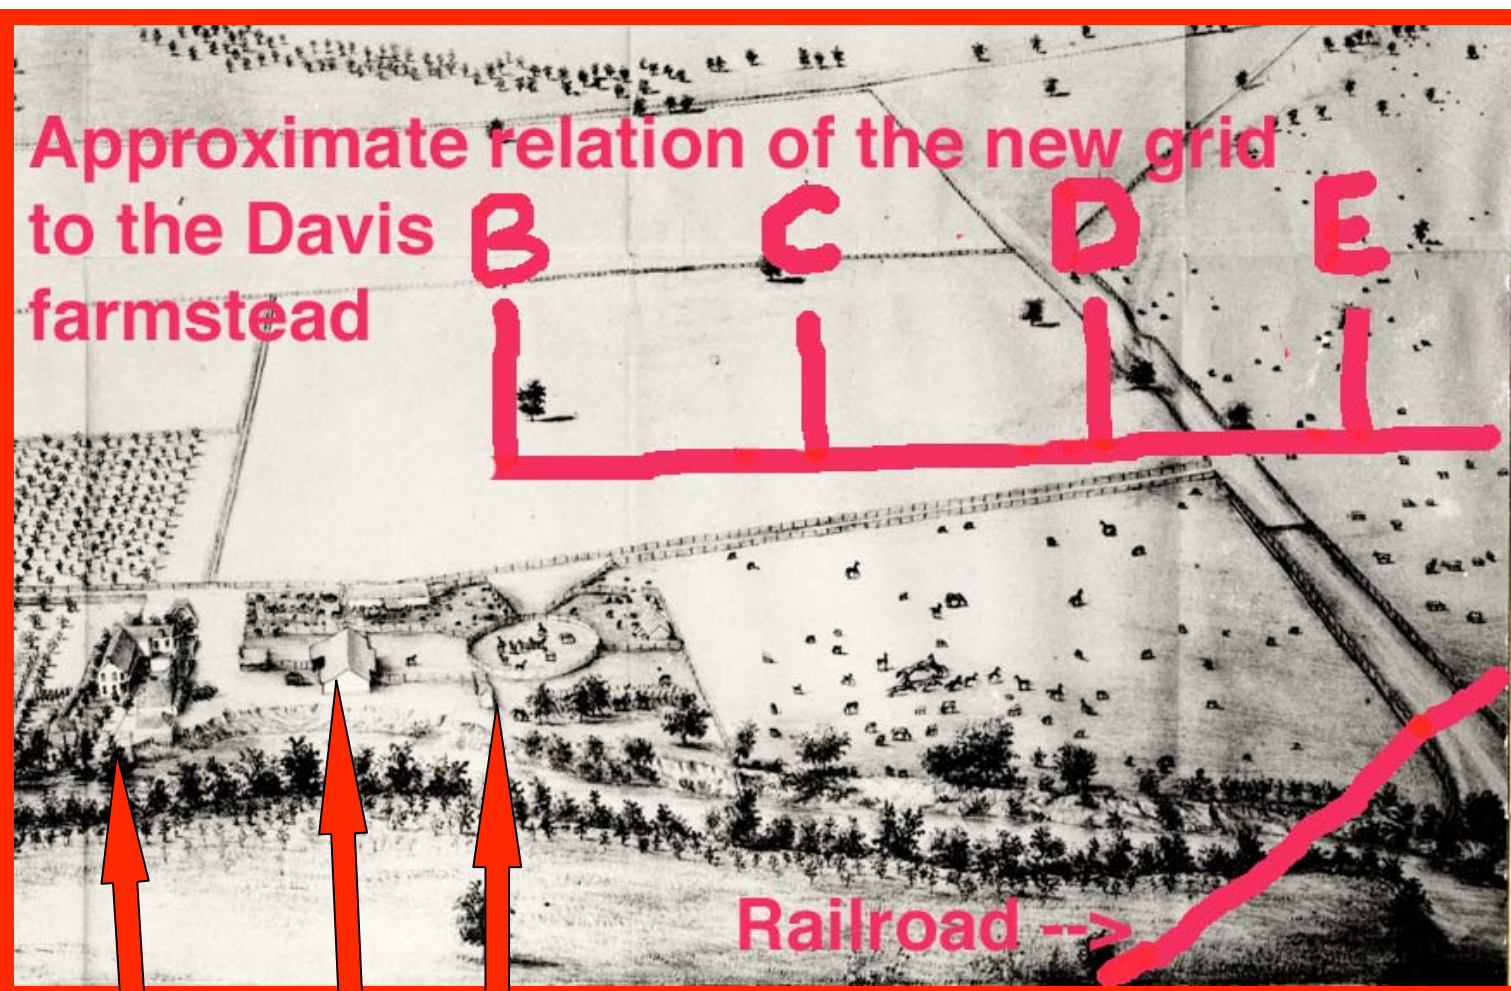 Approximate relation of the new grid
to the Davis
farmstead
B C D E
Railroad -->